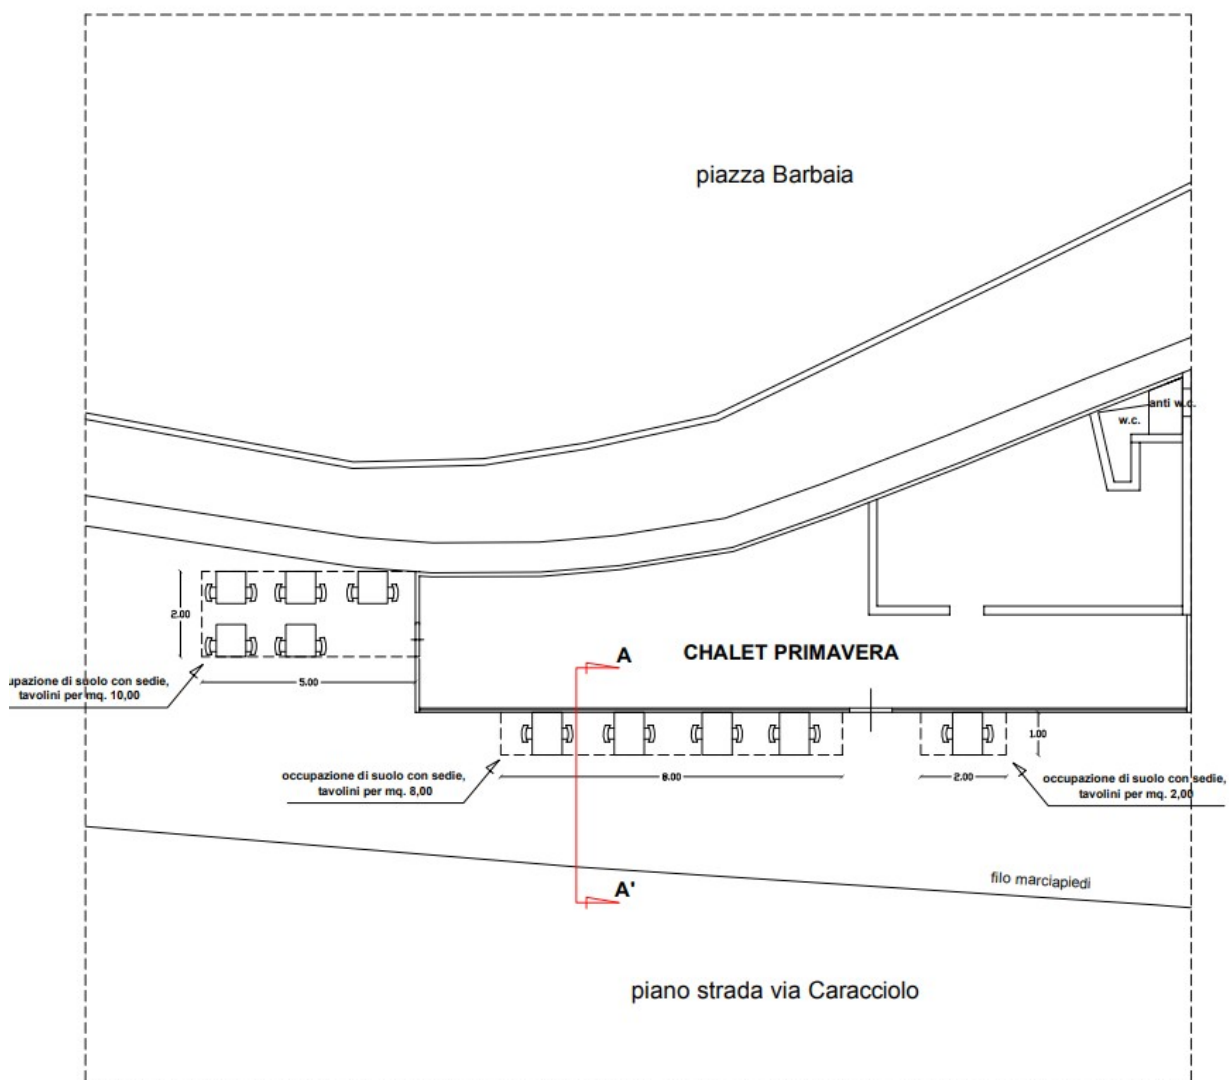 piazza Barbaia
anti w.c.
w.c.
2.00
A
CHALET PRIMAVERA
upazione di suolo con sedie,
tavolini per mq. 10,00
5.00
1.00
occupazione di suolo con sedie,
tavolini per mq. 8,00
8.00
2.00
occupazione di suolo con sedie,
tavolini per mq. 2,00
A'
filo marciapiedi
piano strada via Caracciolo